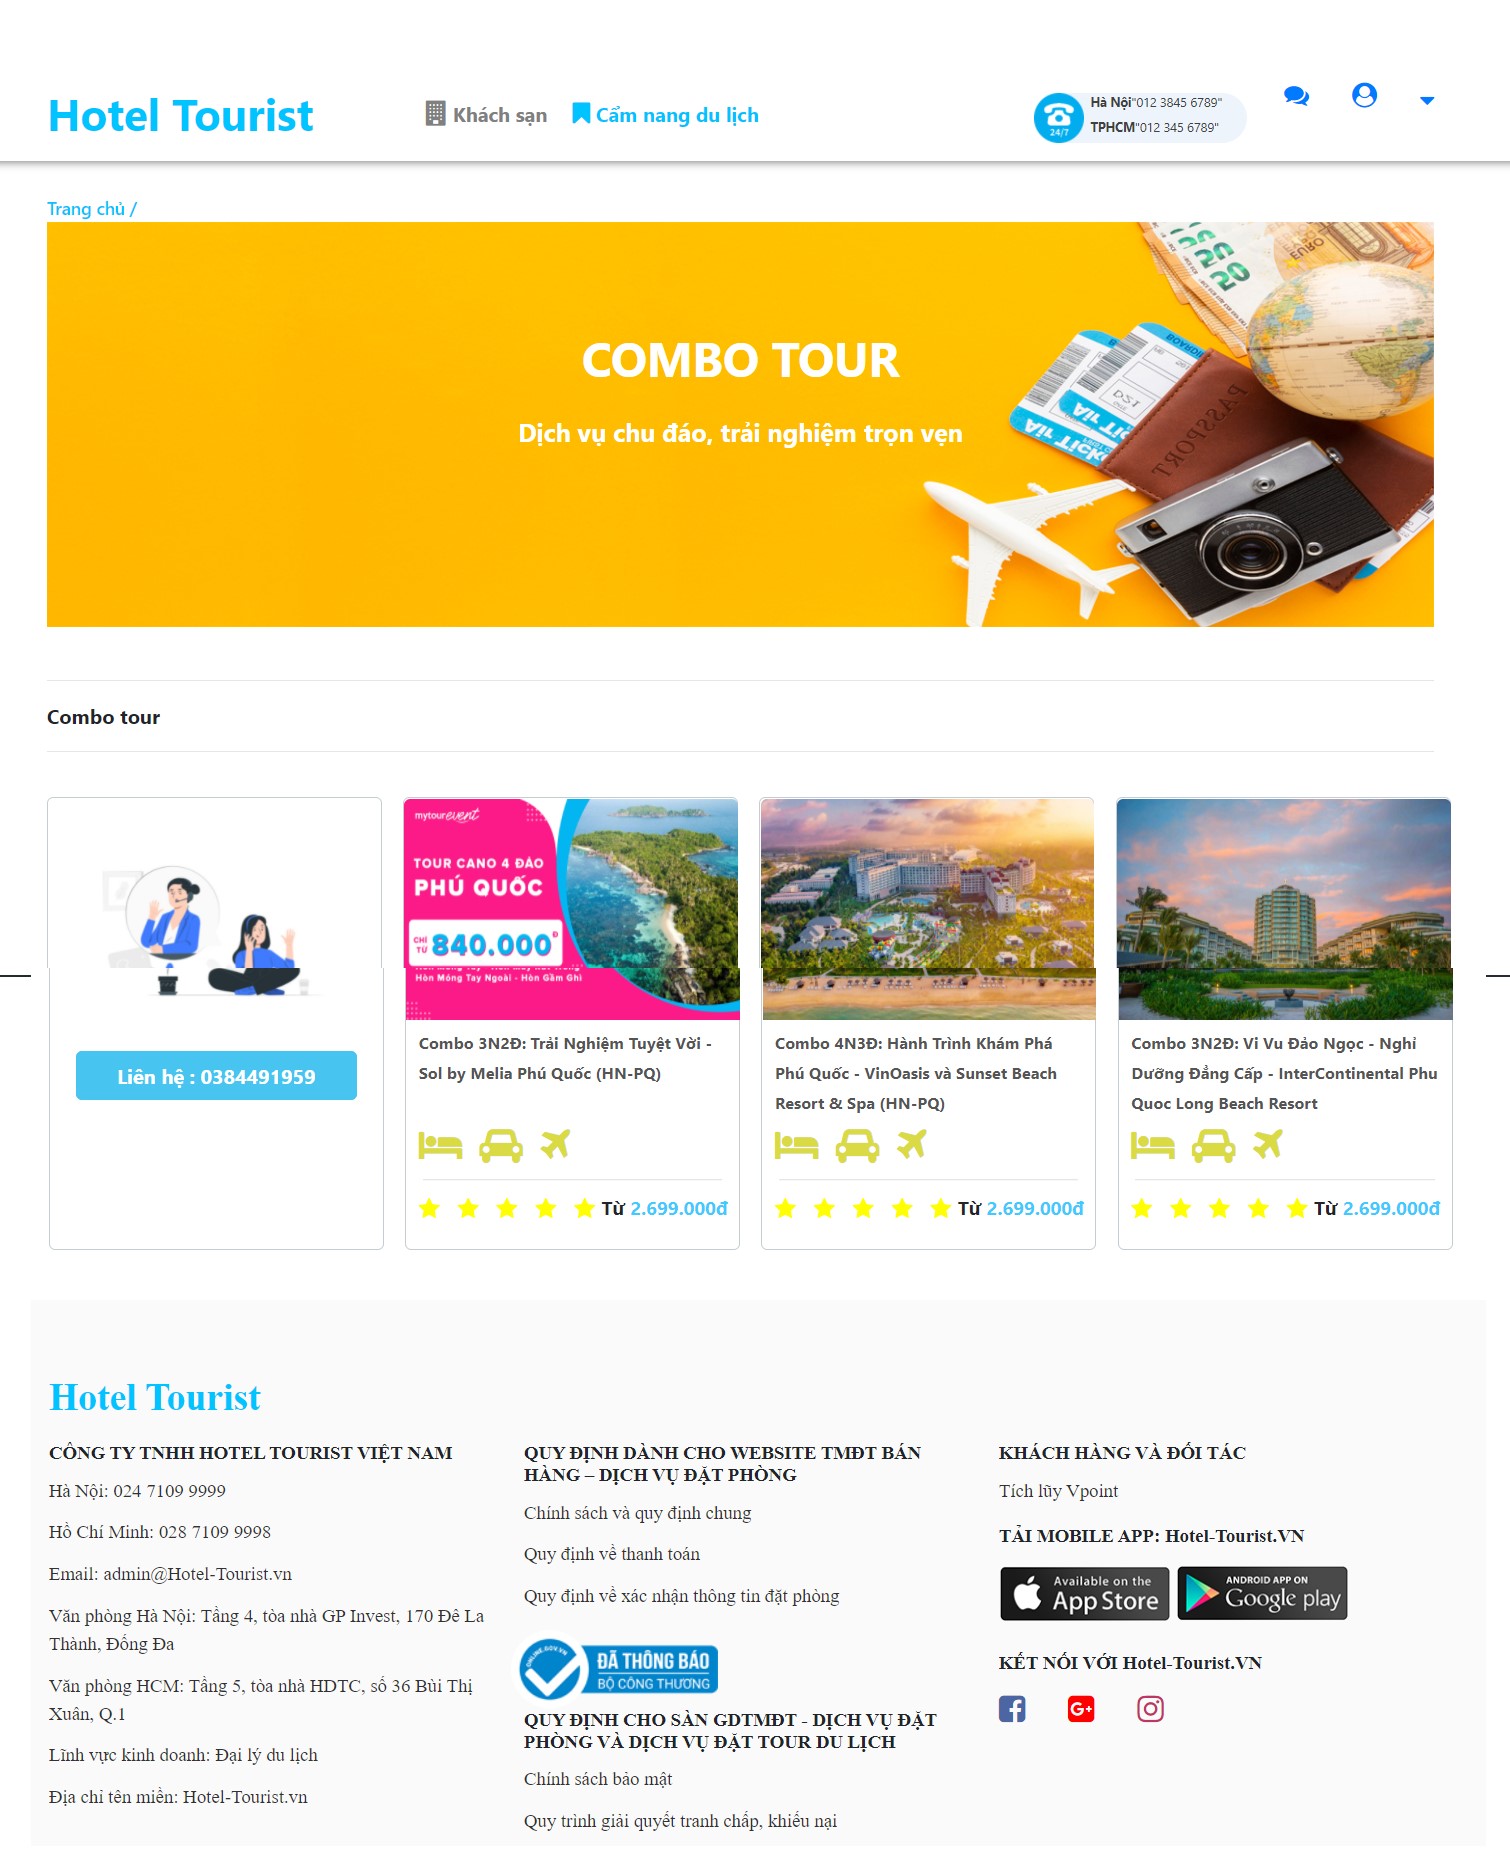 Hotel Tourist
Khách sạn
Cẩm nang du lịch
24/7
Hà Nội"012 3845 6789"
TPHCM"012 345 6789"
Trang chủ /
PASSPORT
COMBO TOUR
Dịch vụ chu đáo, trải nghiệm trọn vẹn
Combo tour
mytourevent
TOUR CANO 4 ĐẢO
PHÚ QUỐC
CHỈ TỪ 840.000Đ
Hòn Móng Tay Ngoài - Hòn Gầm Ghì
Liên hệ : 0384491959
Combo 3N2Đ: Trải Nghiệm Tuyệt Vời -
Sol by Melia Phú Quốc (HN-PQ)
Từ 2.699.000đ
Combo 4N3Đ: Hành Trình Khám Phá
Phú Quốc - VinOasis và Sunset Beach
Resort & Spa (HN-PQ)
Từ 2.699.000đ
Combo 3N2Đ: Vi Vu Đảo Ngọc - Nghỉ
Dưỡng Đẳng Cấp - InterContinental Phu
Quoc Long Beach Resort
Từ 2.699.000đ
Hotel Tourist
CÔNG TY TNHH HOTEL TOURIST VIỆT NAM
Hà Nội: 024 7109 9999
Hồ Chí Minh: 028 7109 9998
Email: admin@Hotel-Tourist.vn
Văn phòng Hà Nội: Tầng 4, tòa nhà GP Invest, 170 Đê La
Thành, Đống Đa
Văn phòng HCM: Tầng 5, tòa nhà HDTC, số 36 Bùi Thị
Xuân, Q.1
Lĩnh vực kinh doanh: Đại lý du lịch
Địa chỉ tên miền: Hotel-Tourist.vn
QUY ĐỊNH DÀNH CHO WEBSITE TMĐT BÁN
HÀNG – DỊCH VỤ ĐẶT PHÒNG
Chính sách và quy định chung
Quy định về thanh toán
Quy định về xác nhận thông tin đặt phòng
ONLINE.GOV.VN
ĐÃ THÔNG BÁO
BỘ CÔNG THƯƠNG
QUY ĐỊNH CHO SÀN GDTMĐT - DỊCH VỤ ĐẶT
PHÒNG VÀ DỊCH VỤ ĐẶT TOUR DU LỊCH
Chính sách bảo mật
Quy trình giải quyết tranh chấp, khiếu nại
KHÁCH HÀNG VÀ ĐỐI TÁC
Tích lũy Vpoint
TẢI MOBILE APP: Hotel-Tourist.VN
Available on the
App Store
ANDROID APP ON
Google play
KẾT NỐI VỚI Hotel-Tourist.VN
G+